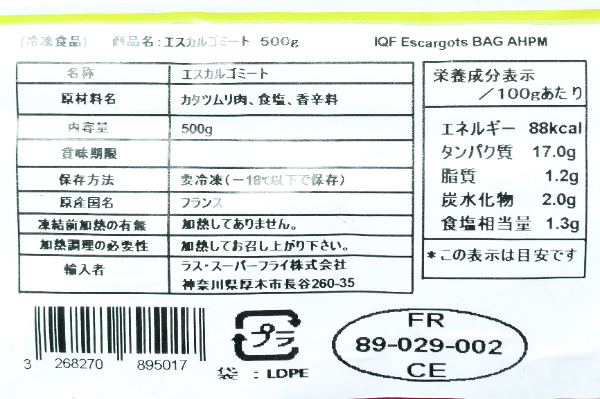 (冷凍食品) 商品名:エスカルゴミート 500g
IQF Escargots BAG AHPM
名称 エスカルゴミート
原材料名 カタツムリ肉、食塩、香辛料
内容量 500g
賞味期限
保存方法 要冷凍(-18℃以下で保存)
原産国名 フランス
凍結前加熱の有無 加熱してありません。
加熱調理の必要性 加熱してお召し上がり下さい。
輸入者 ラス・スーパーフライ株式会社
神奈川県厚木市長谷260-35
栄養成分表示
/100gあたり
エネルギー 88kcal
タンパク質 17.0g
脂質 1.2g
炭水化物 2.0g
食塩相当量 1.3g
*この表示は目安です
3 268270 895017
プラ
袋 : LDPE
FR
89-029-002
CE